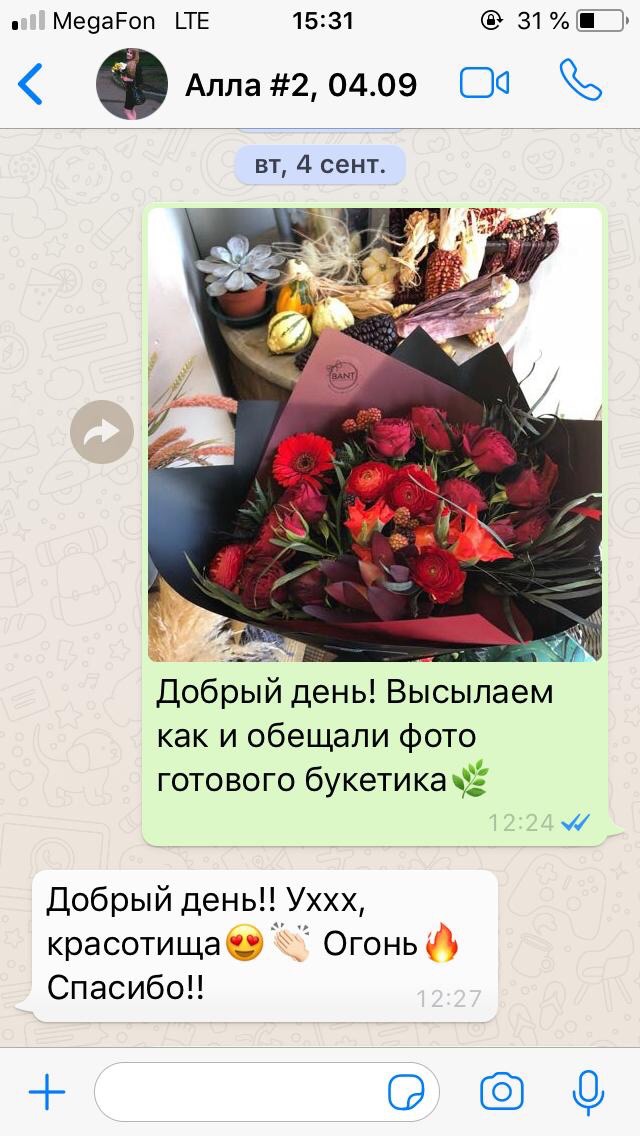 MegaFon LTE 15:31 31 %
Алла #2, 04.09
вт, 4 сент.
BANT
Добрый день! Высылаем
как и обещали фото
готового букетика🌿
12:24
Добрый день!! Уххх,
красотища😍👏🏻 Огонь🔥
Спасибо!!
12:27